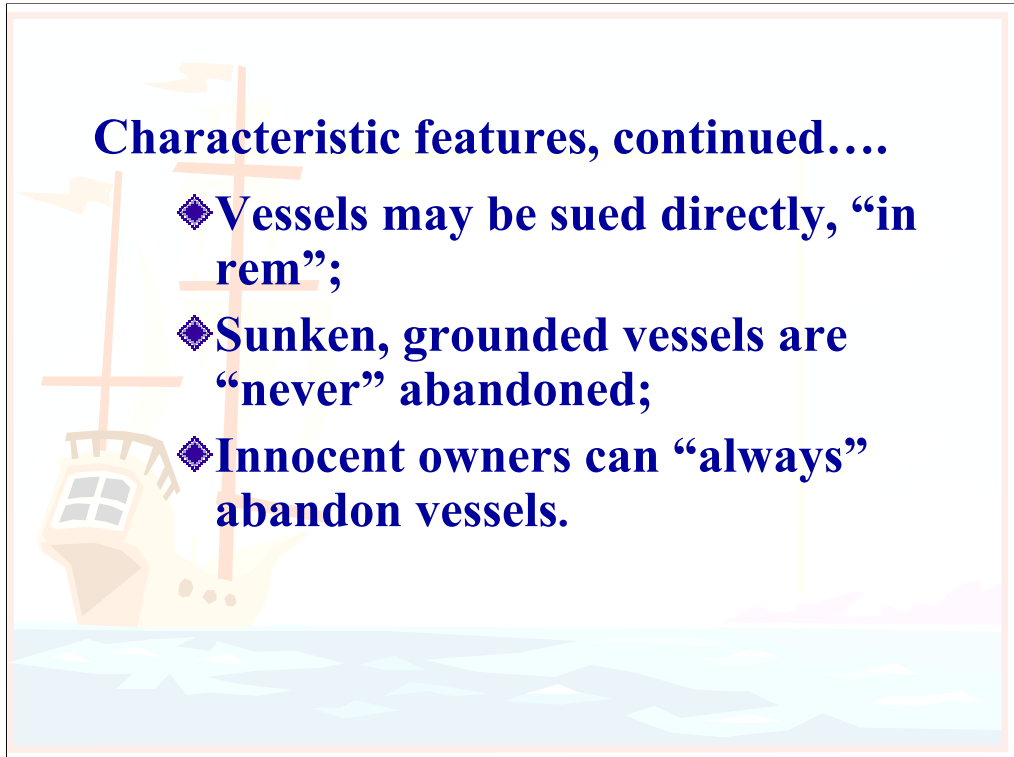 Characteristic features, continued….
Vessels may be sued directly, “in
rem”;
Sunken, grounded vessels are
“never” abandoned;
Innocent owners can “always”
abandon vessels.